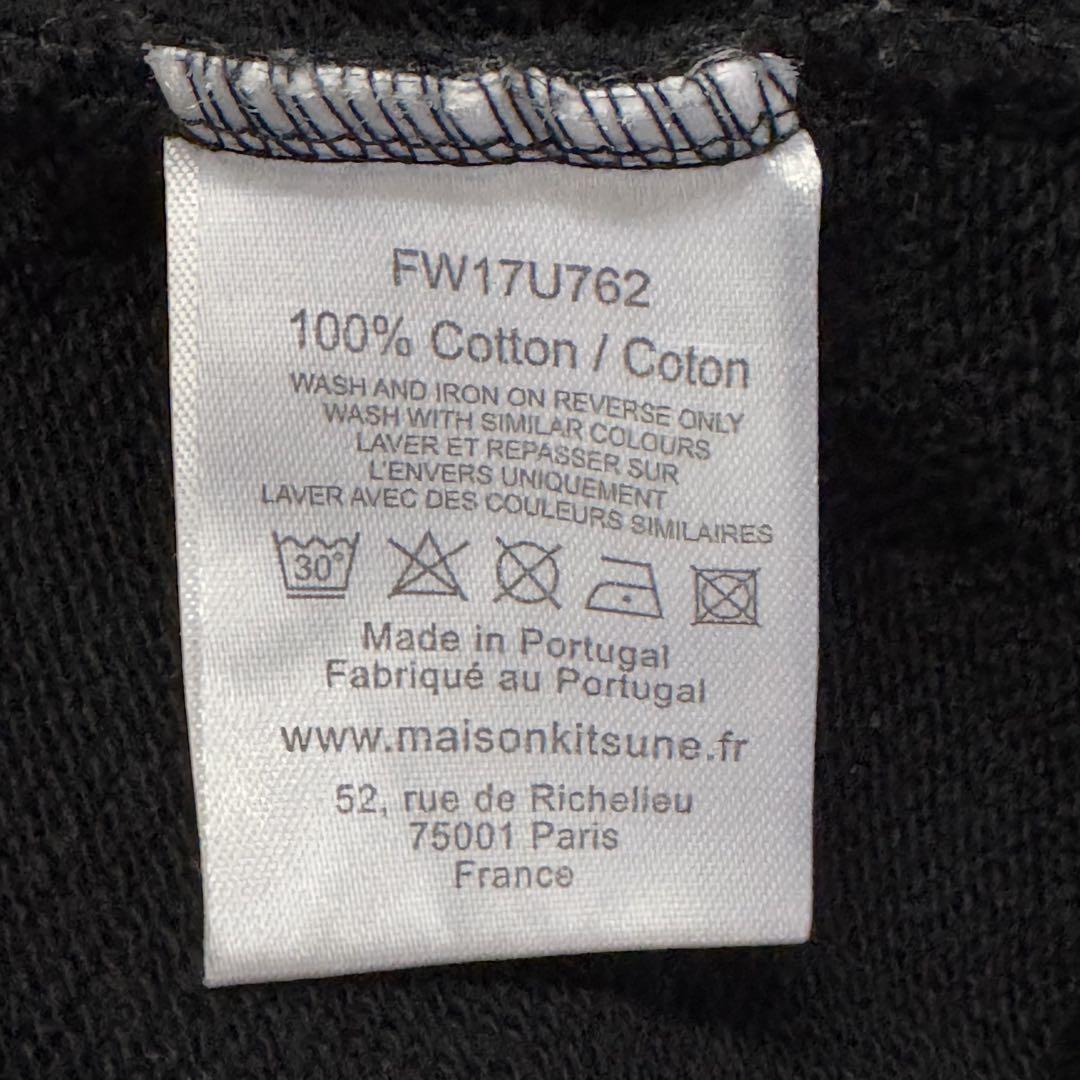 FW17U762
100% Cotton / Coton
WASH AND IRON ON REVERSE ONLY
WASH WITH SIMILAR COLOURS
LAVER ET REPASSER SUR
L'ENVERS UNIQUEMENT
LAVER AVEC DES COULEURS SIMILAIRES
30°
Made in Portugal
Fabriqué au Portugal
www.maisonkitsune.fr
52, rue de Richelieu
75001 Paris
France